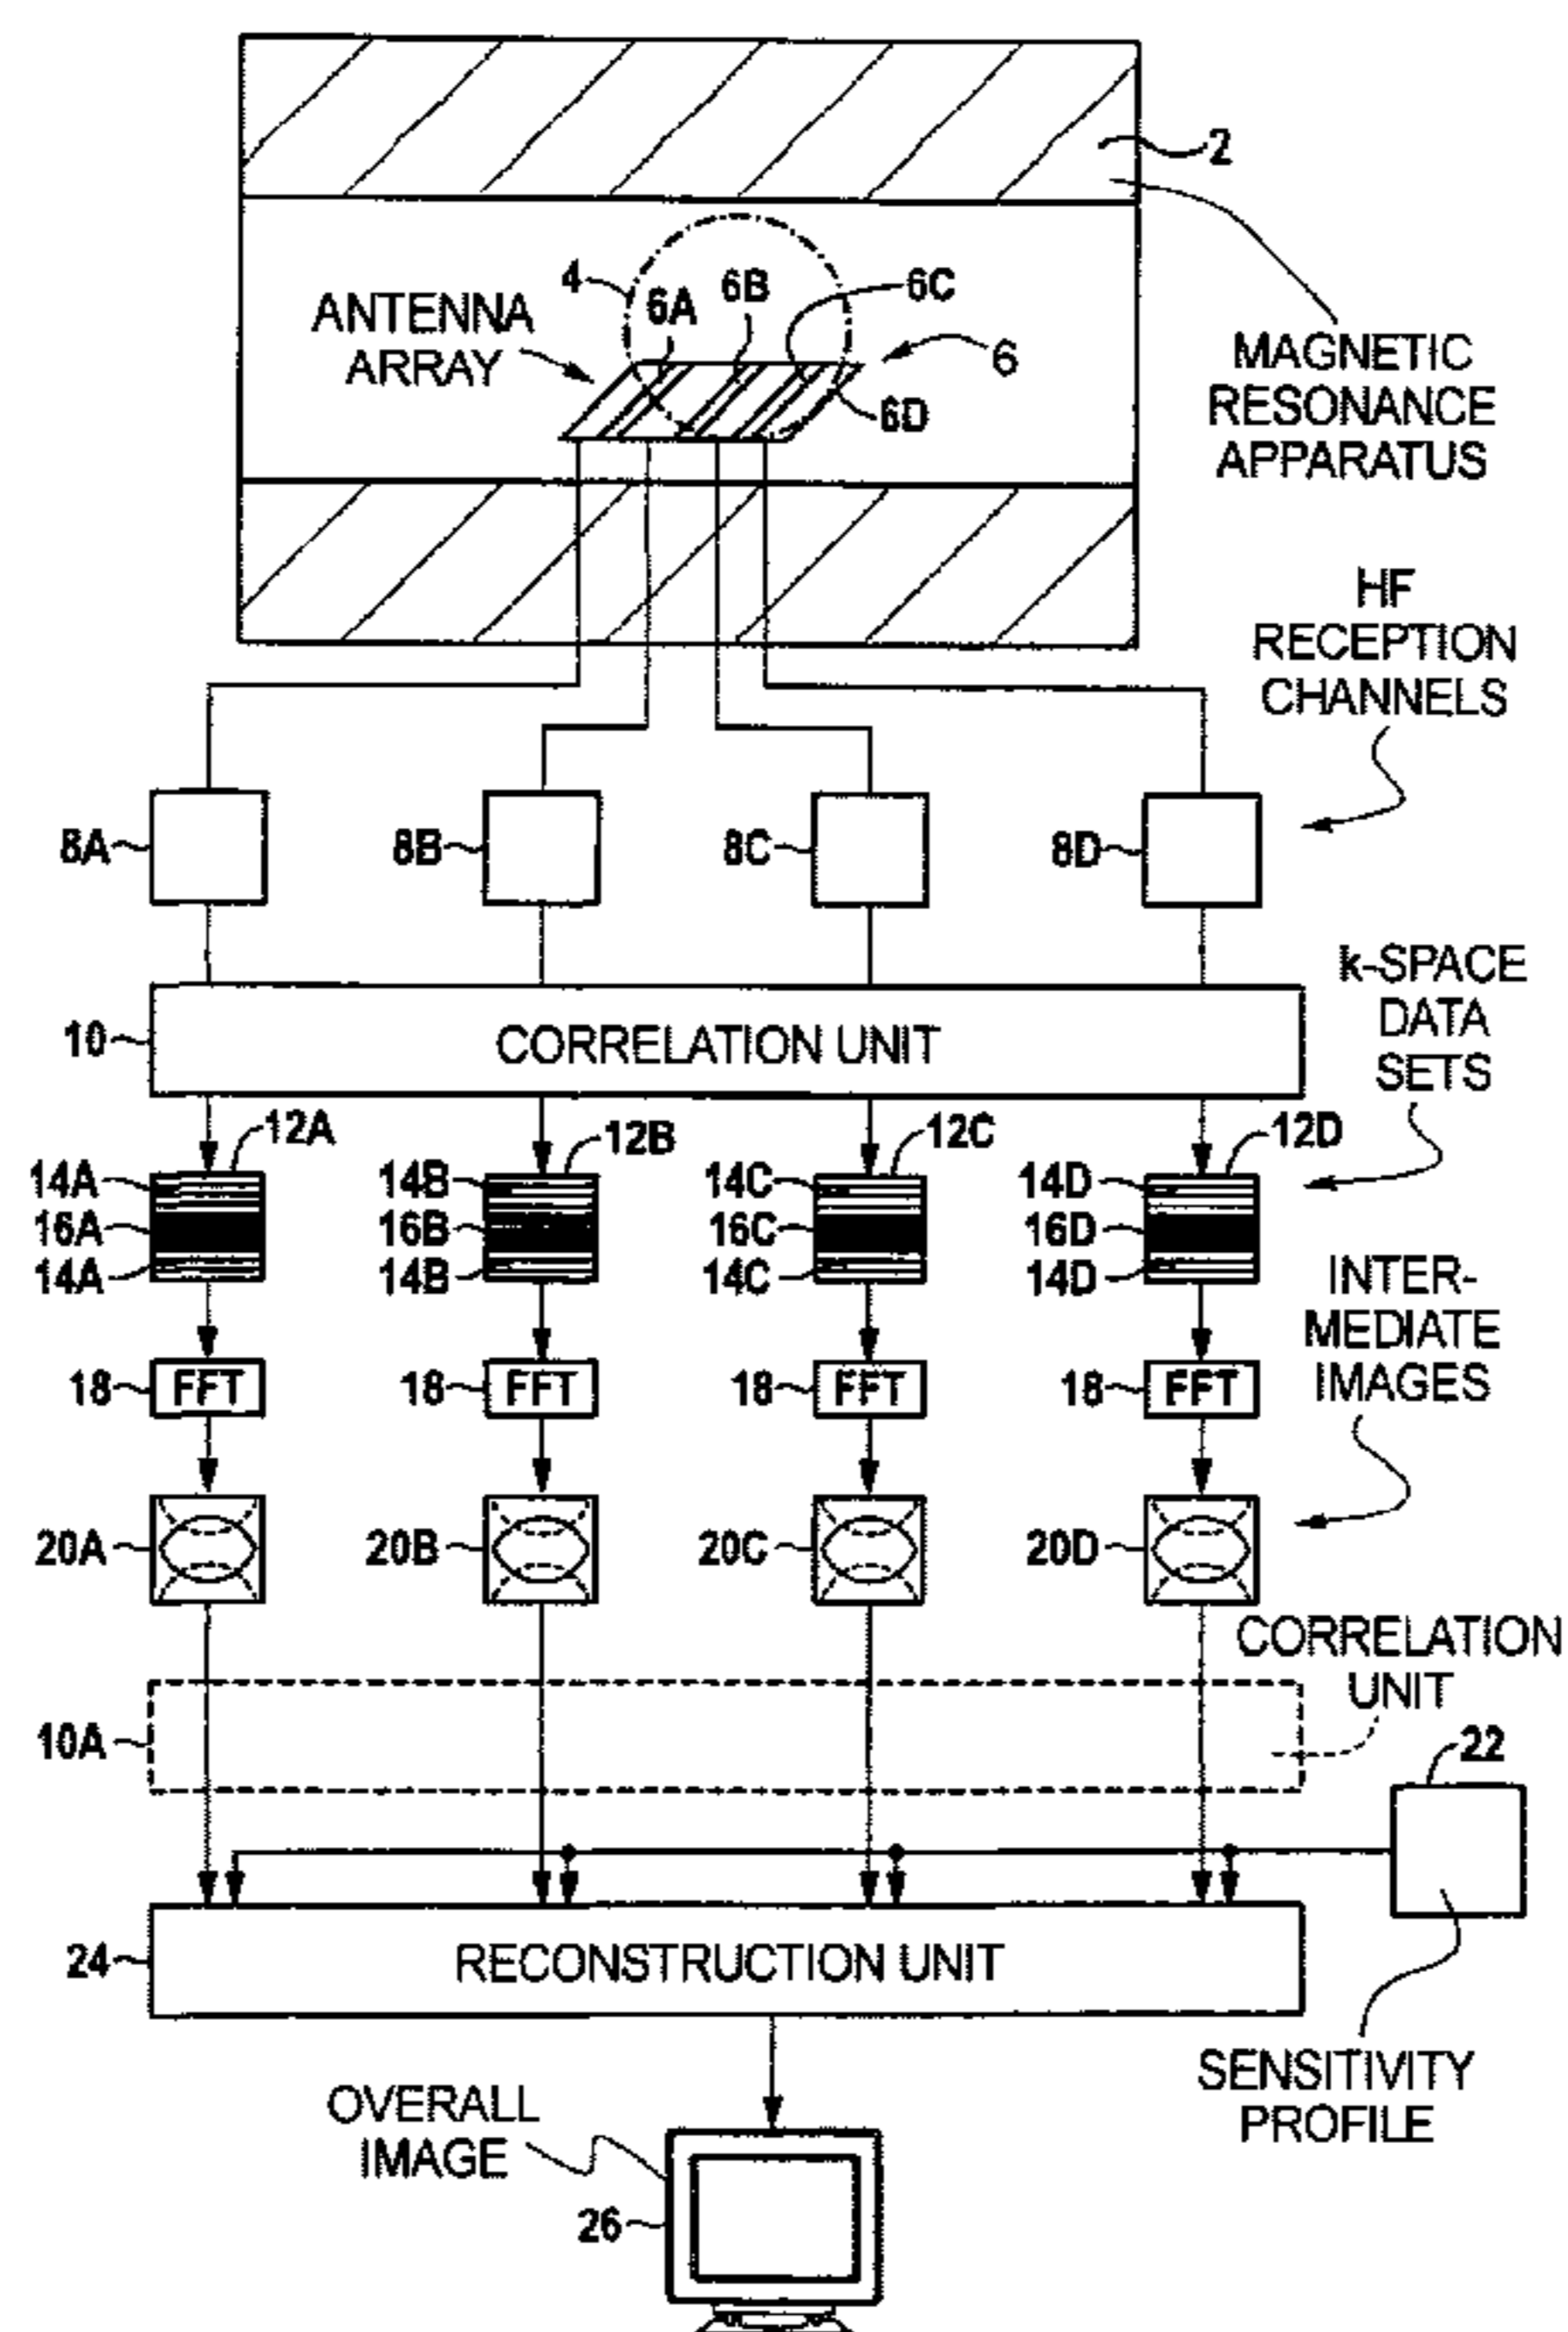 2
4
6A
6B
6C
ANTENNA
ARRAY
6
6D
MAGNETIC
RESONANCE
APPARATUS
HF
RECEPTION
CHANNELS
8A
8B
8C
8D
k-SPACE
DATA
SETS
10
CORRELATION UNIT
12A
12B
12C
12D
14A
14B
14C
14D
16A
16B
16C
16D
14A
14B
14C
14D
INTER-
MEDIATE
IMAGES
18 FFT
18 FFT
18 FFT
18 FFT
20A
20B
20C
20D
CORRELATION
UNIT
10A
22
24
RECONSTRUCTION UNIT
SENSITIVITY
PROFILE
OVERALL
IMAGE
26